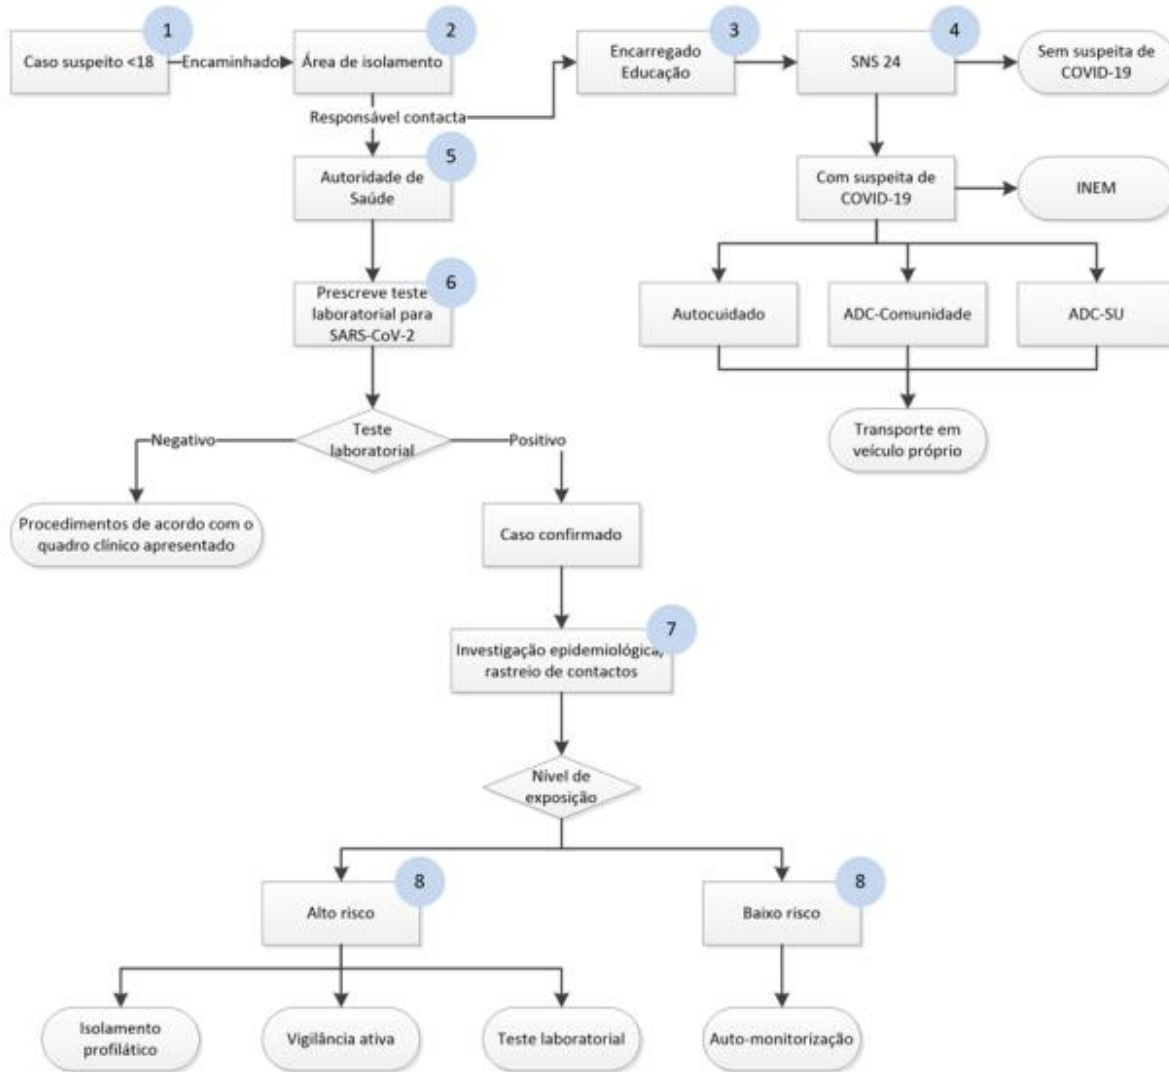 1
Caso suspeito <18
Encaminhado
2
Área de isolamento
3
Encarregado
Educação
4
SNS 24
Sem suspeita de
COVID-19
Responsável contacta
5
Autoridade de
Saúde
Com suspeita de
COVID-19
INEM
6
Prescreve teste
laboratorial para
SARS-CoV-2
Autocuidado
ADC-Comunidade
ADC-SU
Negativo
Teste
laboratorial
Positivo
Transporte em
veículo próprio
Procedimentos de acordo com o
quadro clínico apresentado
Caso confirmado
7
Investigação epidemiológica,
rastreio de contactos
Nível de
exposição
8
Alto risco
8
Baixo risco
Isolamento
profilático
Vigilância ativa
Teste laboratorial
Auto-monitorização